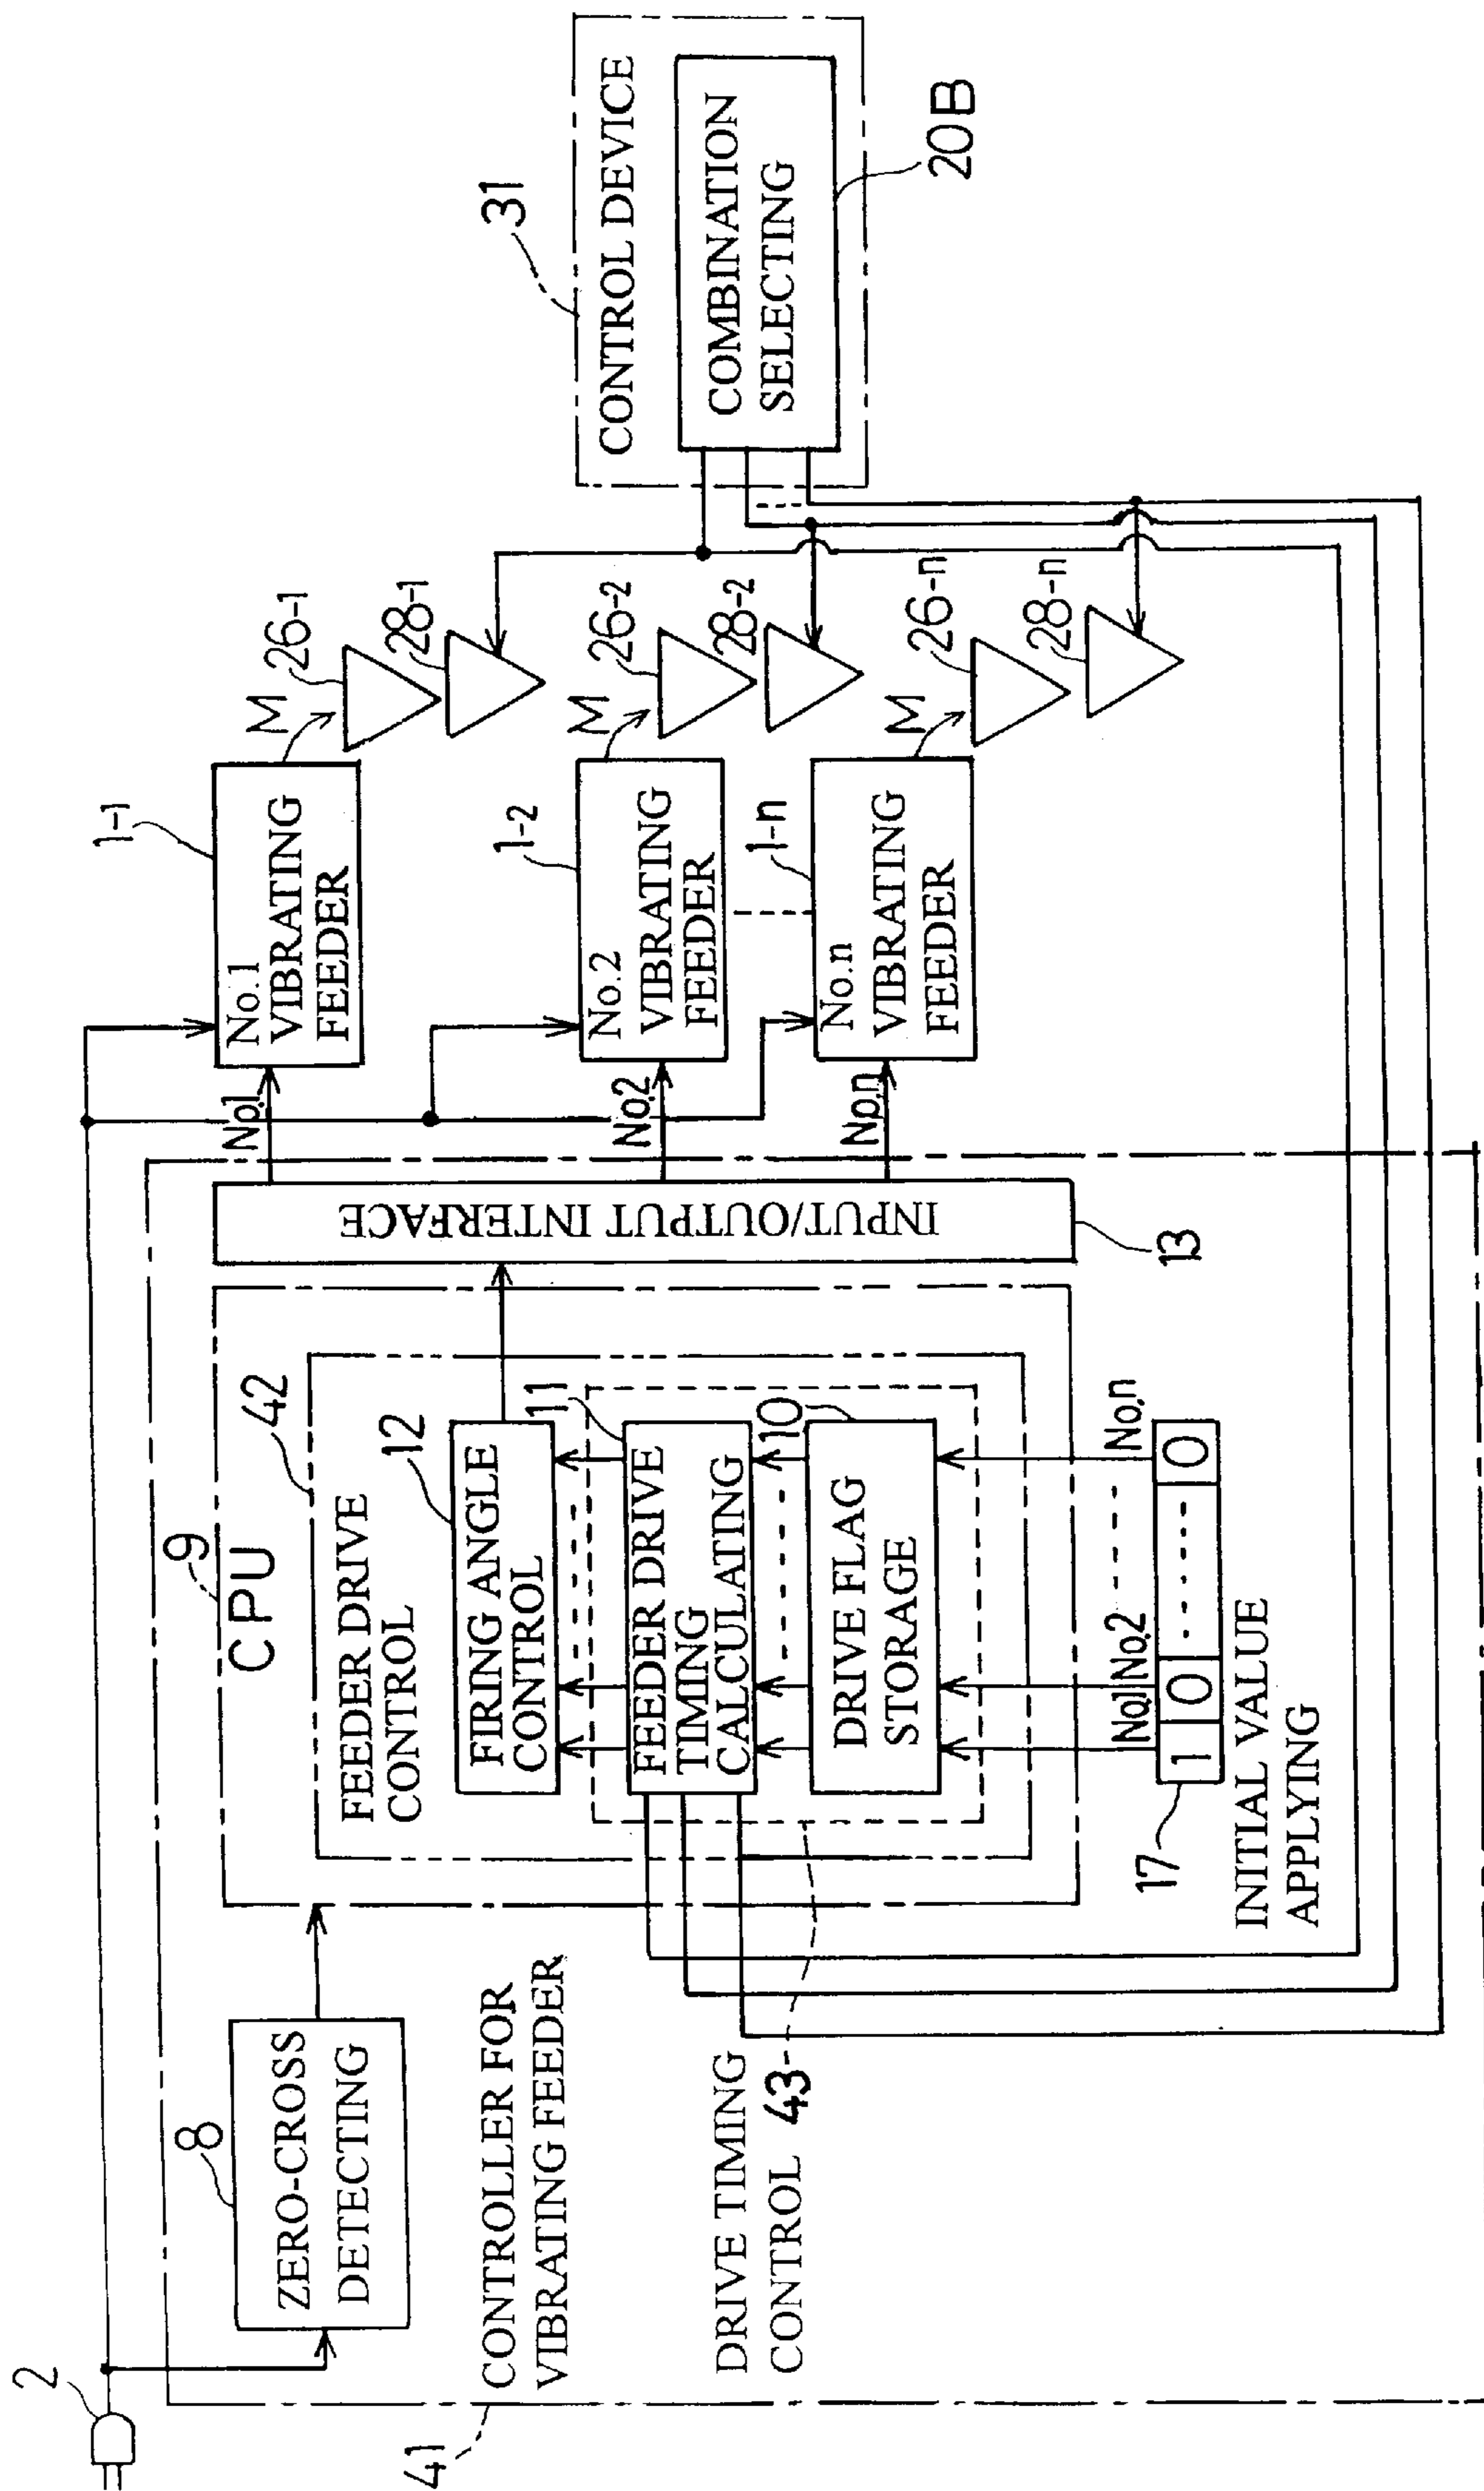 2
8
ZERO-CROSS
DETECTING
41
CONTROLLER FOR
VIBRATING FEEDER
9
CPU
42
FEEDER DRIVE
CONTROL
12
FIRING ANGLE
CONTROL
11
FEEDER DRIVE
TIMING
CALCULATING
10
DRIVE FLAG
STORAGE
DRIVE TIMING
CONTROL 43
No.1 No.2 No.n
1 0 0
17
INITIAL VALUE
APPLYING
INPUT/OUTPUT INTERFACE
13
No.1
No.2
No.n
1-1
No.1
VIBRATING
FEEDER
1-2
No.2
VIBRATING
FEEDER
1-n
No.n
VIBRATING
FEEDER
M
26-1
28-1
M
26-2
28-2
M
26-n
28-n
31
CONTROL DEVICE
COMBINATION
SELECTING
20B